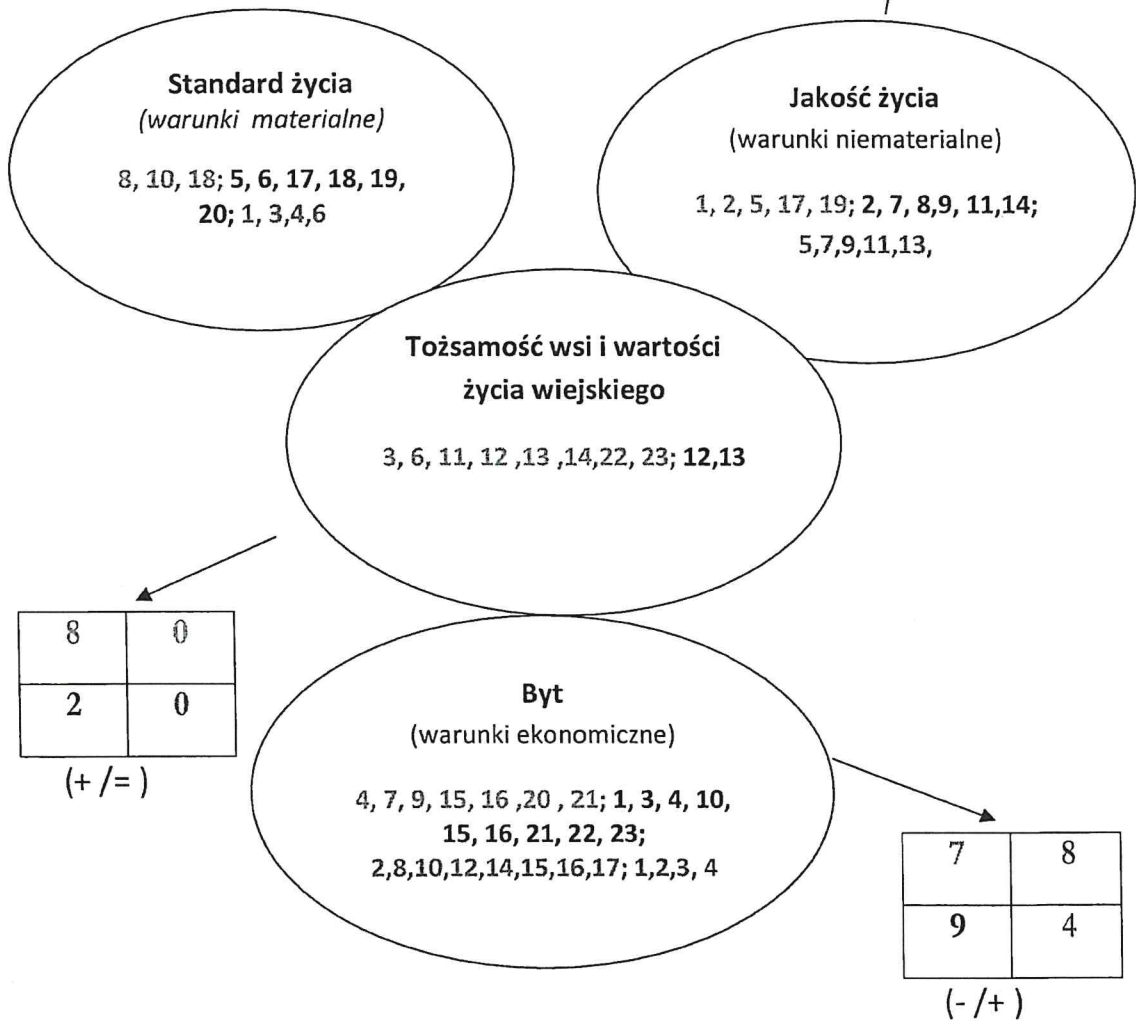 Standard życia
(warunki materialne)
8, 10, 18; 5, 6, 17, 18, 19,
20; 1, 3,4,6
Jakość życia
(warunki niematerialne)
1, 2, 5, 17, 19; 2, 7, 8,9, 11,14;
5,7,9,11,13,
Tożsamość wsi i wartości
życia wiejskiego
3, 6, 11, 12 ,13 ,14,22, 23; 12,13
8 0
2 0
(+ /= )
Byt
(warunki ekonomiczne)
4, 7, 9, 15, 16 ,20 , 21; 1, 3, 4, 10,
15, 16, 21, 22, 23;
2,8,10,12,14,15,16,17; 1,2,3, 4
7 8
9 4
(- /+ )